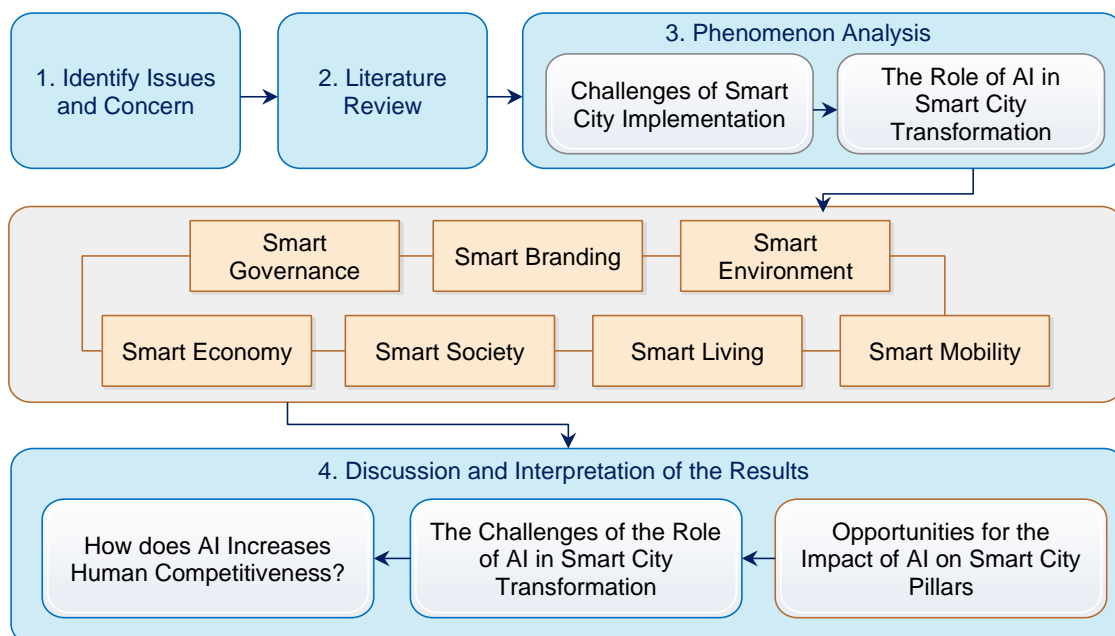 1. Identify Issues
and Concern
2. Literature
Review
3. Phenomenon Analysis
Challenges of Smart
City Implementation
The Role of AI in
Smart City
Transformation
Smart
Governance
Smart Branding
Smart
Environment
Smart Economy
Smart Society
Smart Living
Smart Mobility
4. Discussion and Interpretation of the Results
How does AI Increases
Human Competitiveness?
The Challenges of the Role
of AI in Smart City
Transformation
Opportunities for the
Impact of AI on Smart City
Pillars